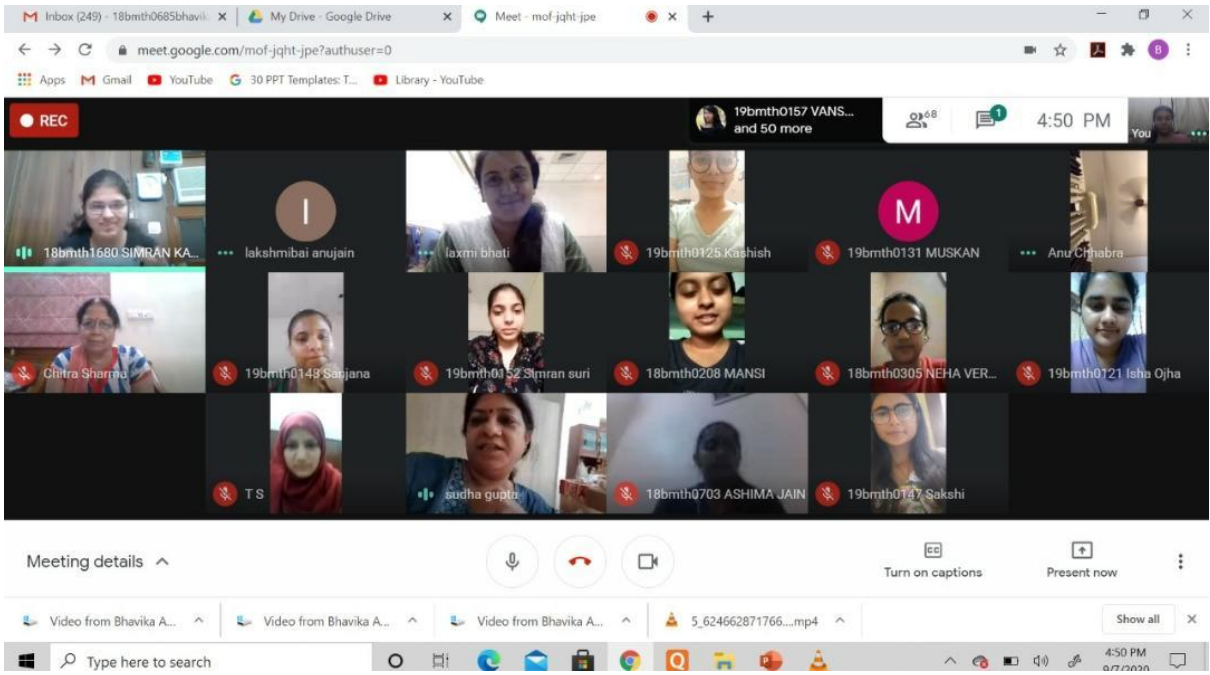 Inbox (249) - 18bmth0685bhavik
My Drive - Google Drive
Meet - mof-jqht-jpe
meet.google.com/mof-jqht-jpe?authuser=0
B
Apps
Gmail
YouTube
30 PPT Templates: T...
Library - YouTube
REC
19bmth0157 VANS...
and 50 more
68
1
4:50 PM
You
18bmth1680 SIMRAN KA...
I
lakshmibai anujain
laxmi bhati
19bmth0125 Kashish
M
19bmth0131 MUSKAN
Anu Chhabra
Chitra Sharma
19bmth0143 Sanjana
19bmth0152 Simran suri
18bmth0208 MANSI
18bmth0305 NEHA VER...
19bmth0121 Isha Ojha
T S
sudha gupta
18bmth0703 ASHIMA JAIN
19bmth0147 Sakshi
Meeting details
CC
Turn on captions
Present now
Video from Bhavika A...
Video from Bhavika A...
Video from Bhavika A...
5_624662871766....mp4
Show all
Type here to search
Q
4:50 PM
9/7/2020